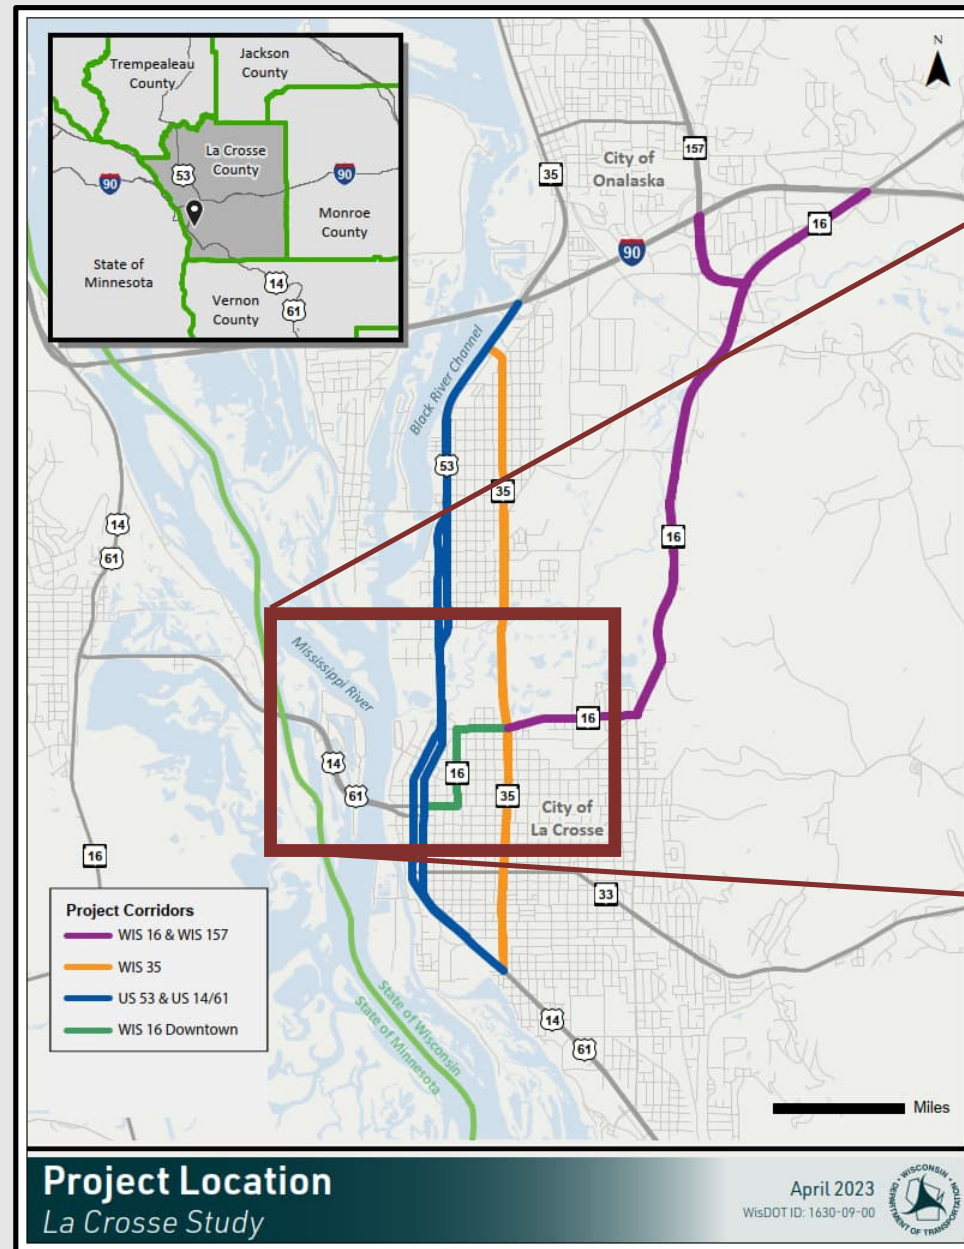 Trempealeau
County
Jackson
County
La Crosse
County
53
90
90
Monroe
County
State of
Minnesota
14
61
Vernon
County
N
157
City of
Onalaska
35
16
90
Black River Channel
53
35
14
61
16
Mississippi River
16
14
16
61
35
City of
La Crosse
16
33
Project Corridors
WIS 16 & WIS 157
WIS 35
US 53 & US 14/61
WIS 16 Downtown
State of Wisconsin
State of Minnesota
14
61
Miles
Project Location
La Crosse Study
April 2023
WisDOT ID: 1630-09-00
WISCONSIN
DEPARTMENT OF TRANSPORTATION